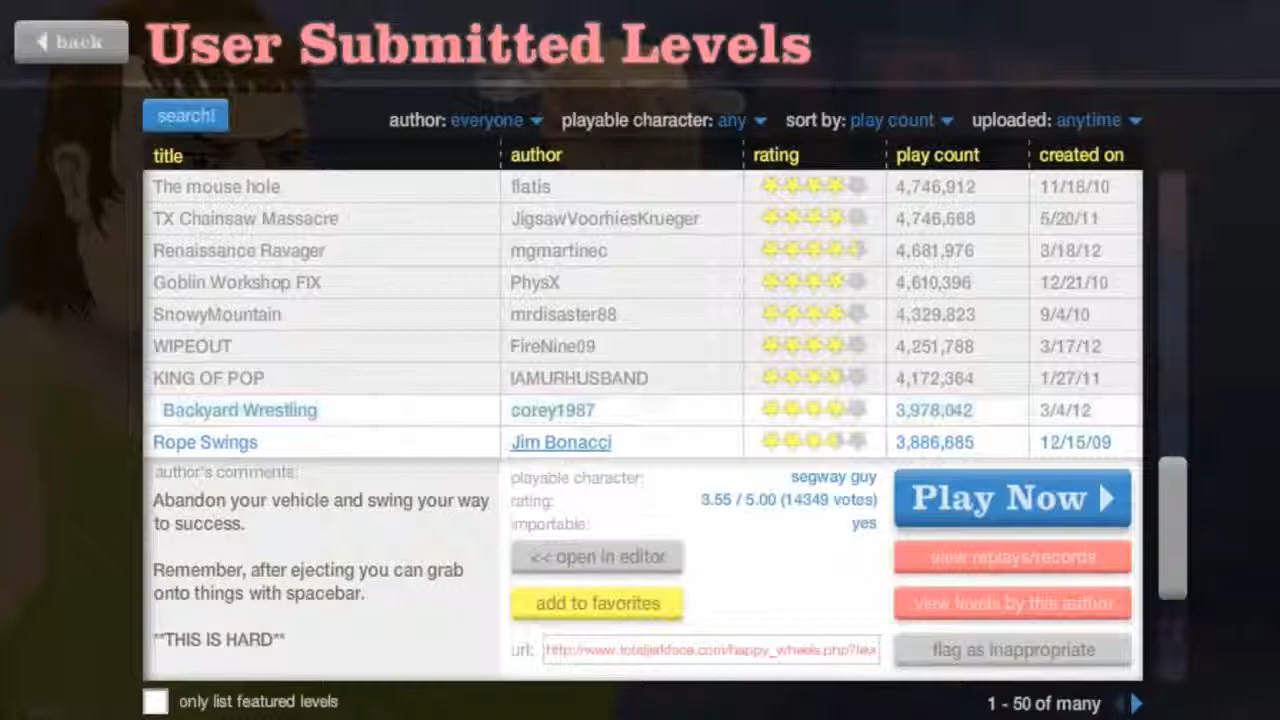 back
User Submitted Levels
search!
author: everyone playable character: any sort by: play count uploaded: anytime
title author rating play count created on
The mouse hole flatis 4,746,912 11/18/10
TX Chainsaw Massacre JigsawVoorhiesKrueger 4,746,668 5/20/11
Renaissance Ravager mgmartinec 4,681,976 3/18/12
Goblin Workshop FIX PhysX 4,610,396 12/21/10
SnowyMountain mrdisaster88 4,329,823 9/4/10
WIPEOUT FireNine09 4,251,788 3/17/12
KING OF POP IAMURHUSBAND 4,172,364 1/27/11
Backyard Wrestling corey1987 3,978,042 3/4/12
Rope Swings Jim Bonacci 3,886,685 12/15/09
author's comments:
Abandon your vehicle and swing your way
to success.
Remember, after ejecting you can grab
onto things with spacebar.
**THIS IS HARD**
playable character: segway guy
rating: 3.55 / 5.00 (14349 votes)
importable: yes
<< open in editor
add to favorites
url: http://www.totaljerkface.com/happy_wheels.php?lev
Play Now
view replays/records
view levels by this author
flag as inappropriate
only list featured levels
1 - 50 of many